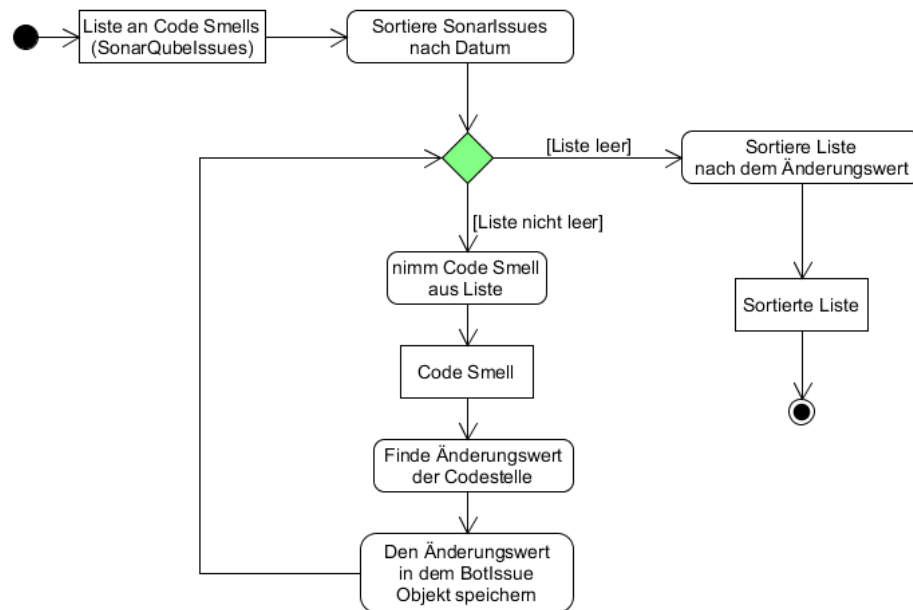 Liste an Code Smells
(SonarQubeIssues)
Sortiere SonarIssues
nach Datum
[Liste leer]
Sortiere Liste
nach dem Änderungswert
[Liste nicht leer]
nimm Code Smell
aus Liste
Sortierte Liste
Code Smell
Finde Änderungswert
der Codestelle
Den Änderungswert
in dem BotIssue
Objekt speichern